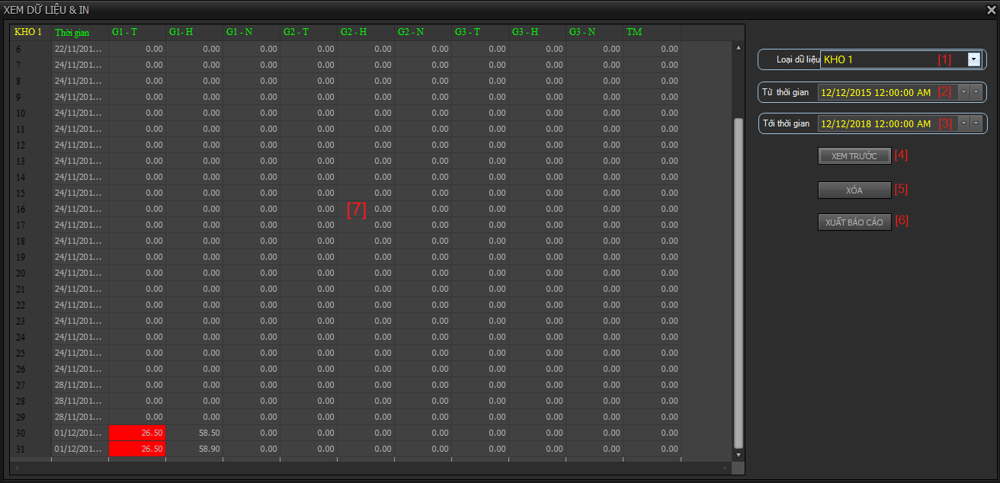 XEM DỮ LIỆU & IN
KHO 1 Thời gian G1 - T G1- H G1 - N G2 - T G2 - H G2 - N G3 - T G3 - H G3 - N TM
6 22/11/201... 0.00 0.00 0.00 0.00 0.00 0.00 0.00 0.00 0.00 0.00
7 24/11/201... 0.00 0.00 0.00 0.00 0.00 0.00 0.00 0.00 0.00 0.00
8 24/11/201... 0.00 0.00 0.00 0.00 0.00 0.00 0.00 0.00 0.00 0.00
9 24/11/201... 0.00 0.00 0.00 0.00 0.00 0.00 0.00 0.00 0.00 0.00
10 24/11/201... 0.00 0.00 0.00 0.00 0.00 0.00 0.00 0.00 0.00 0.00
11 24/11/201... 0.00 0.00 0.00 0.00 0.00 0.00 0.00 0.00 0.00 0.00
12 24/11/201... 0.00 0.00 0.00 0.00 0.00 0.00 0.00 0.00 0.00 0.00
13 24/11/201... 0.00 0.00 0.00 0.00 0.00 0.00 0.00 0.00 0.00 0.00
14 24/11/201... 0.00 0.00 0.00 0.00 0.00 0.00 0.00 0.00 0.00 0.00
15 24/11/201... 0.00 0.00 0.00 0.00 0.00 0.00 0.00 0.00 0.00 0.00
16 24/11/201... 0.00 0.00 0.00 0.00 [7] 0.00 0.00 0.00 0.00 0.00 0.00
17 24/11/201... 0.00 0.00 0.00 0.00 0.00 0.00 0.00 0.00 0.00 0.00
18 24/11/201... 0.00 0.00 0.00 0.00 0.00 0.00 0.00 0.00 0.00 0.00
19 24/11/201... 0.00 0.00 0.00 0.00 0.00 0.00 0.00 0.00 0.00 0.00
20 24/11/201... 0.00 0.00 0.00 0.00 0.00 0.00 0.00 0.00 0.00 0.00
21 24/11/201... 0.00 0.00 0.00 0.00 0.00 0.00 0.00 0.00 0.00 0.00
22 24/11/201... 0.00 0.00 0.00 0.00 0.00 0.00 0.00 0.00 0.00 0.00
23 24/11/201... 0.00 0.00 0.00 0.00 0.00 0.00 0.00 0.00 0.00 0.00
24 24/11/201... 0.00 0.00 0.00 0.00 0.00 0.00 0.00 0.00 0.00 0.00
25 24/11/201... 0.00 0.00 0.00 0.00 0.00 0.00 0.00 0.00 0.00 0.00
26 24/11/201... 0.00 0.00 0.00 0.00 0.00 0.00 0.00 0.00 0.00 0.00
27 28/11/201... 0.00 0.00 0.00 0.00 0.00 0.00 0.00 0.00 0.00 0.00
28 28/11/201... 0.00 0.00 0.00 0.00 0.00 0.00 0.00 0.00 0.00 0.00
29 28/11/201... 0.00 0.00 0.00 0.00 0.00 0.00 0.00 0.00 0.00 0.00
30 01/12/201... 26.50 58.50 0.00 0.00 0.00 0.00 0.00 0.00 0.00 0.00
31 01/12/201... 26.50 58.90 0.00 0.00 0.00 0.00 0.00 0.00 0.00 0.00
Loại dữ liệu KHO 1 [1]
Từ thời gian 12/12/2015 12:00:00 AM [2]
Tới thời gian 12/12/2018 12:00:00 AM [3]
XEM TRƯỚC [4]
XÓA [5]
XUẤT BÁO CÁO [6]